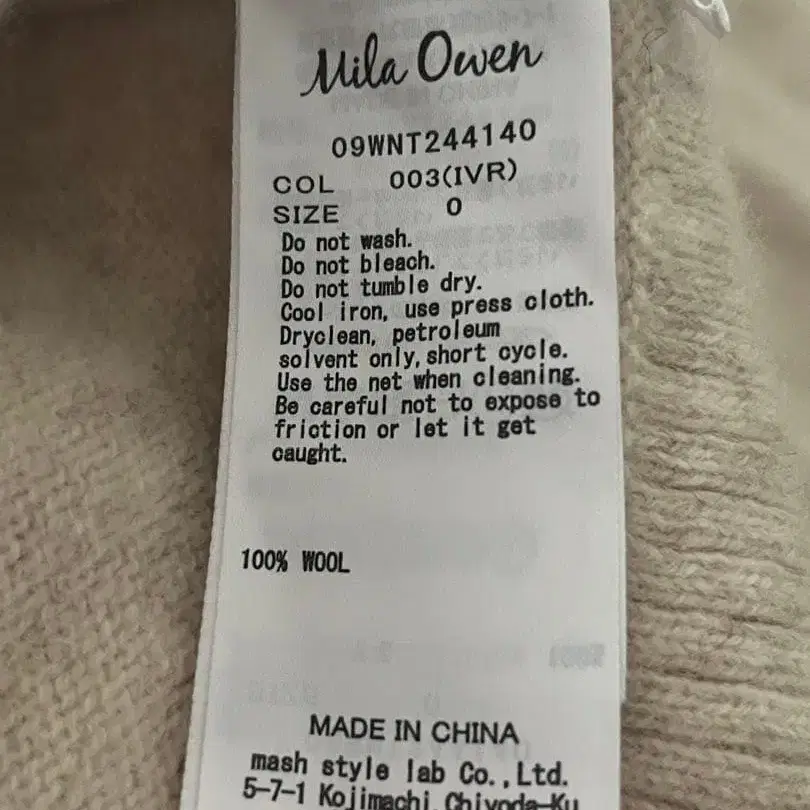 Mila Owen
09WNT244140
COL 003(IVR)
SIZE 0
Do not wash.
Do not bleach.
Do not tumble dry.
Cool iron, use press cloth.
Dryclean, petroleum
solvent only, short cycle.
Use the net when cleaning.
Be careful not to expose to
friction or let it get
caught.
100% WOOL
MADE IN CHINA
mash style lab Co., Ltd.
5-7-1 Kojimachi Chiyoda-Ku